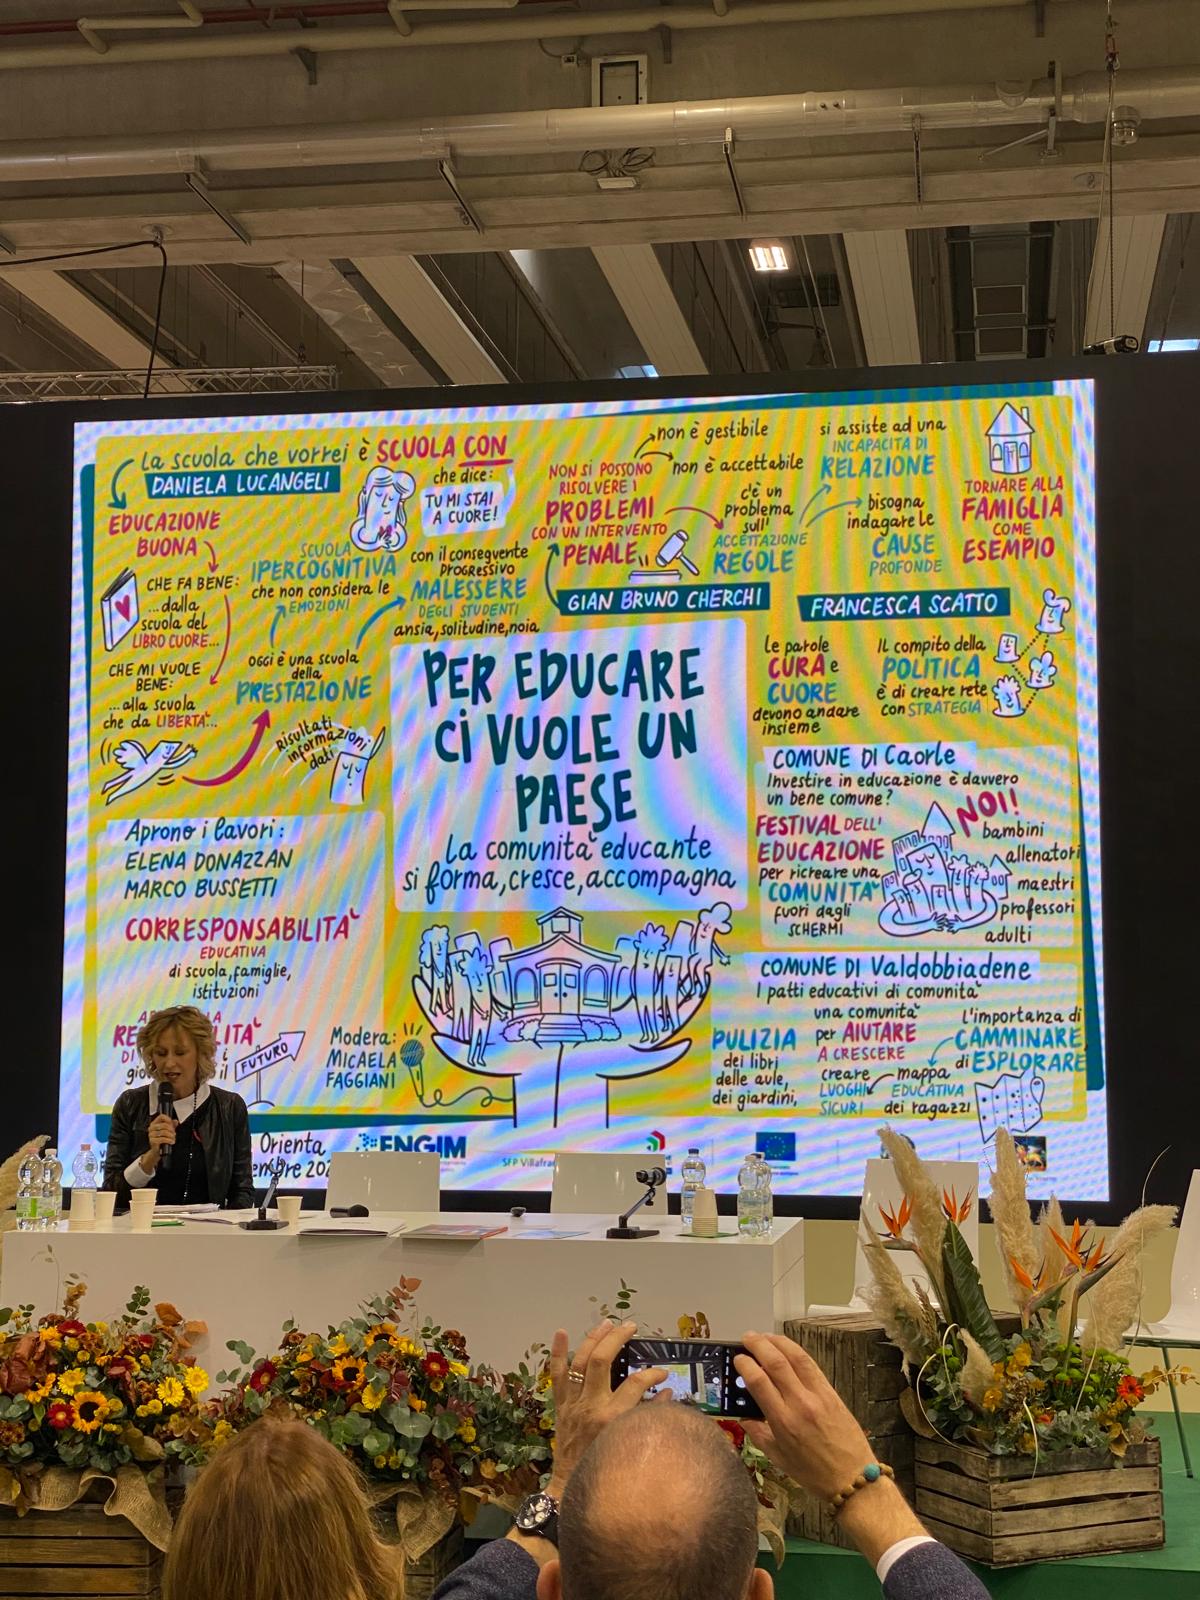 La scuola che vorrei è SCUOLA CON
DANIELA LUCANGELI
che dice:
TU MI STAI
A CUORE!
EDUCAZIONE
BUONA
CHE FA BENE:
...dalla
scuola del
LIBRO CUORE...
CHE MI VUOLE
BENE:
...alla scuola
che da LIBERTÀ...
Risultati
informazioni
dati
OGGI È UNA SCUOLA
della
PRESTAZIONE
SCUOLA
IPERCOGNITIVA
che non considera le
EMOZIONI
con il conseguente
PROGRESSIVO
MALESSERE
DEGLI STUDENTI
ansia, solitudine, noia
NON SI POSSONO
RISOLVERE I
PROBLEMI
CON UN INTERVENTO
PENALE
non è gestibile
non è accettabile
c'è un
problema
sull'
ACCETTAZIONE
REGOLE
GIAN BRUNO CHERCHI
si assiste ad una
INCAPACITÀ DI
RELAZIONE
bisogna
indagare le
CAUSE
PROFONDE
TORNARE ALLA
FAMIGLIA
COME
ESEMPIO
FRANCESCA SCATTO
le parole
CURA e
CUORE
devono andare
insieme
IL compito della
POLITICA
è di creare rete
con STRATEGIA
PER EDUCARE
Ci VUOLE UN
PAESE
La comunità educante
si forma, cresce, accompagna
Aprono i lavori:
ELENA DONAZZAN
MARCO BUSSETTI
CORRESPONSABILITÀ
EDUCATIVA
di scuola, famiglie,
istituzioni
FUTURO
Modera:
MICAELA
FAGGIANI
COMUNE DI Caorle
Investire in educazione è davvero
un bene comune?
NOI!
FESTIVAL DELL'
EDUCAZIONE
per ricreare una
COMUNITÀ
fuori dagli
SCHERMI
bambini
allenatori
maestri
professori
adulti
COMUNE DI Valdobbiadene
I patti educativi di comunità
PULIZIA
dei libri
delle aule,
dei giardini,
una comunità
per AIUTARE
A CRESCERE
creare
LUOGHI
SICURI
mappa
EDUCATIVA
dei ragazzi
l'importanza di
CAMMINARE,
di ESPLORARE
Orienta
ENGIM